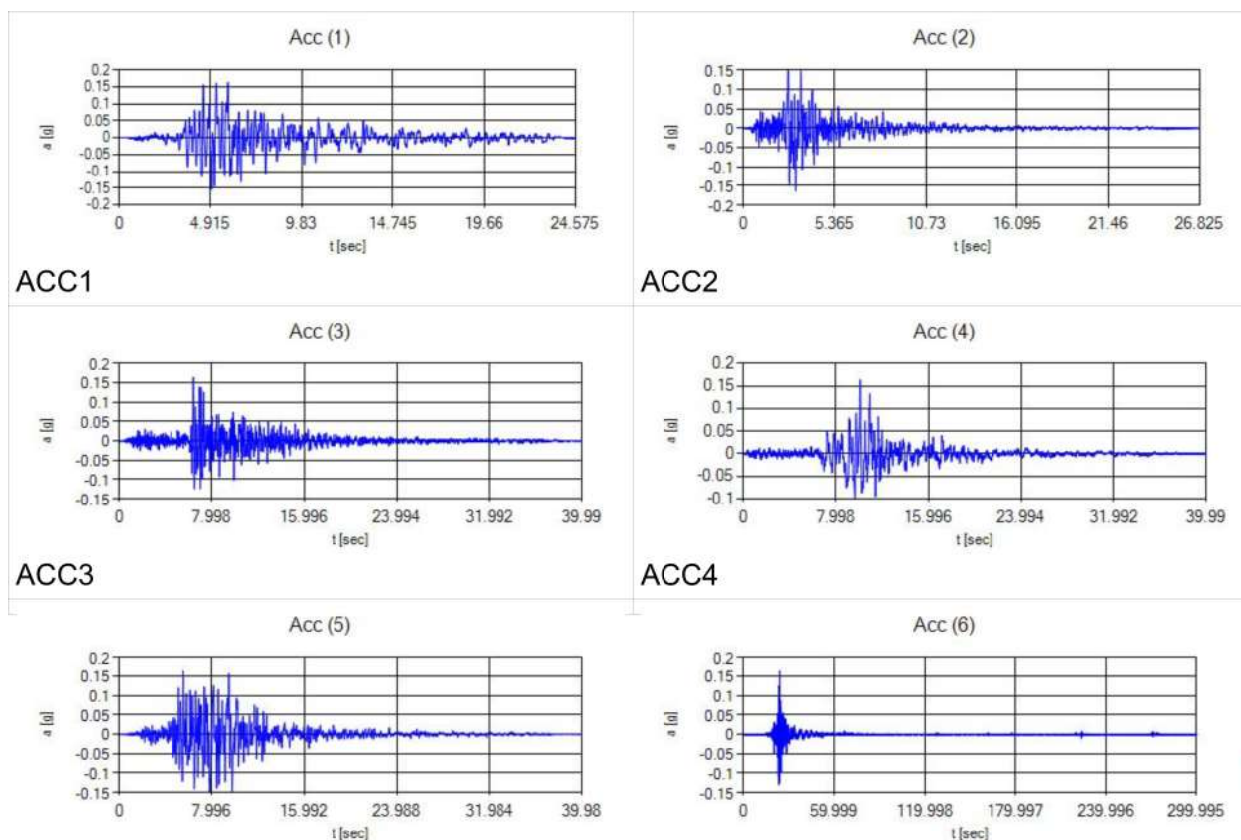 Acc (1)
0.2
0.15
0.1
0.05
0
-0.05
-0.1
-0.15
-0.2
a [g]
0 4.915 9.83 14.745 19.66 24.575
t [sec]
ACC1
Acc (2)
0.15
0.1
0.05
0
-0.05
-0.1
-0.15
-0.2
a [g]
0 5.365 10.73 16.095 21.46 26.825
t [sec]
ACC2
Acc (3)
0.2
0.15
0.1
0.05
0
-0.05
-0.1
-0.15
a [g]
0 7.998 15.996 23.994 31.992 39.99
t [sec]
ACC3
Acc (4)
0.2
0.15
0.1
0.05
0
-0.05
-0.1
a [g]
0 7.998 15.996 23.994 31.992 39.99
t [sec]
ACC4
Acc (5)
0.2
0.15
0.1
0.05
0
-0.05
-0.1
-0.15
a [g]
0 7.996 15.992 23.988 31.984 39.98
t [sec]
Acc (6)
0.2
0.15
0.1
0.05
0
-0.05
-0.1
-0.15
a [g]
0 59.999 119.998 179.997 239.996 299.995
t [sec]